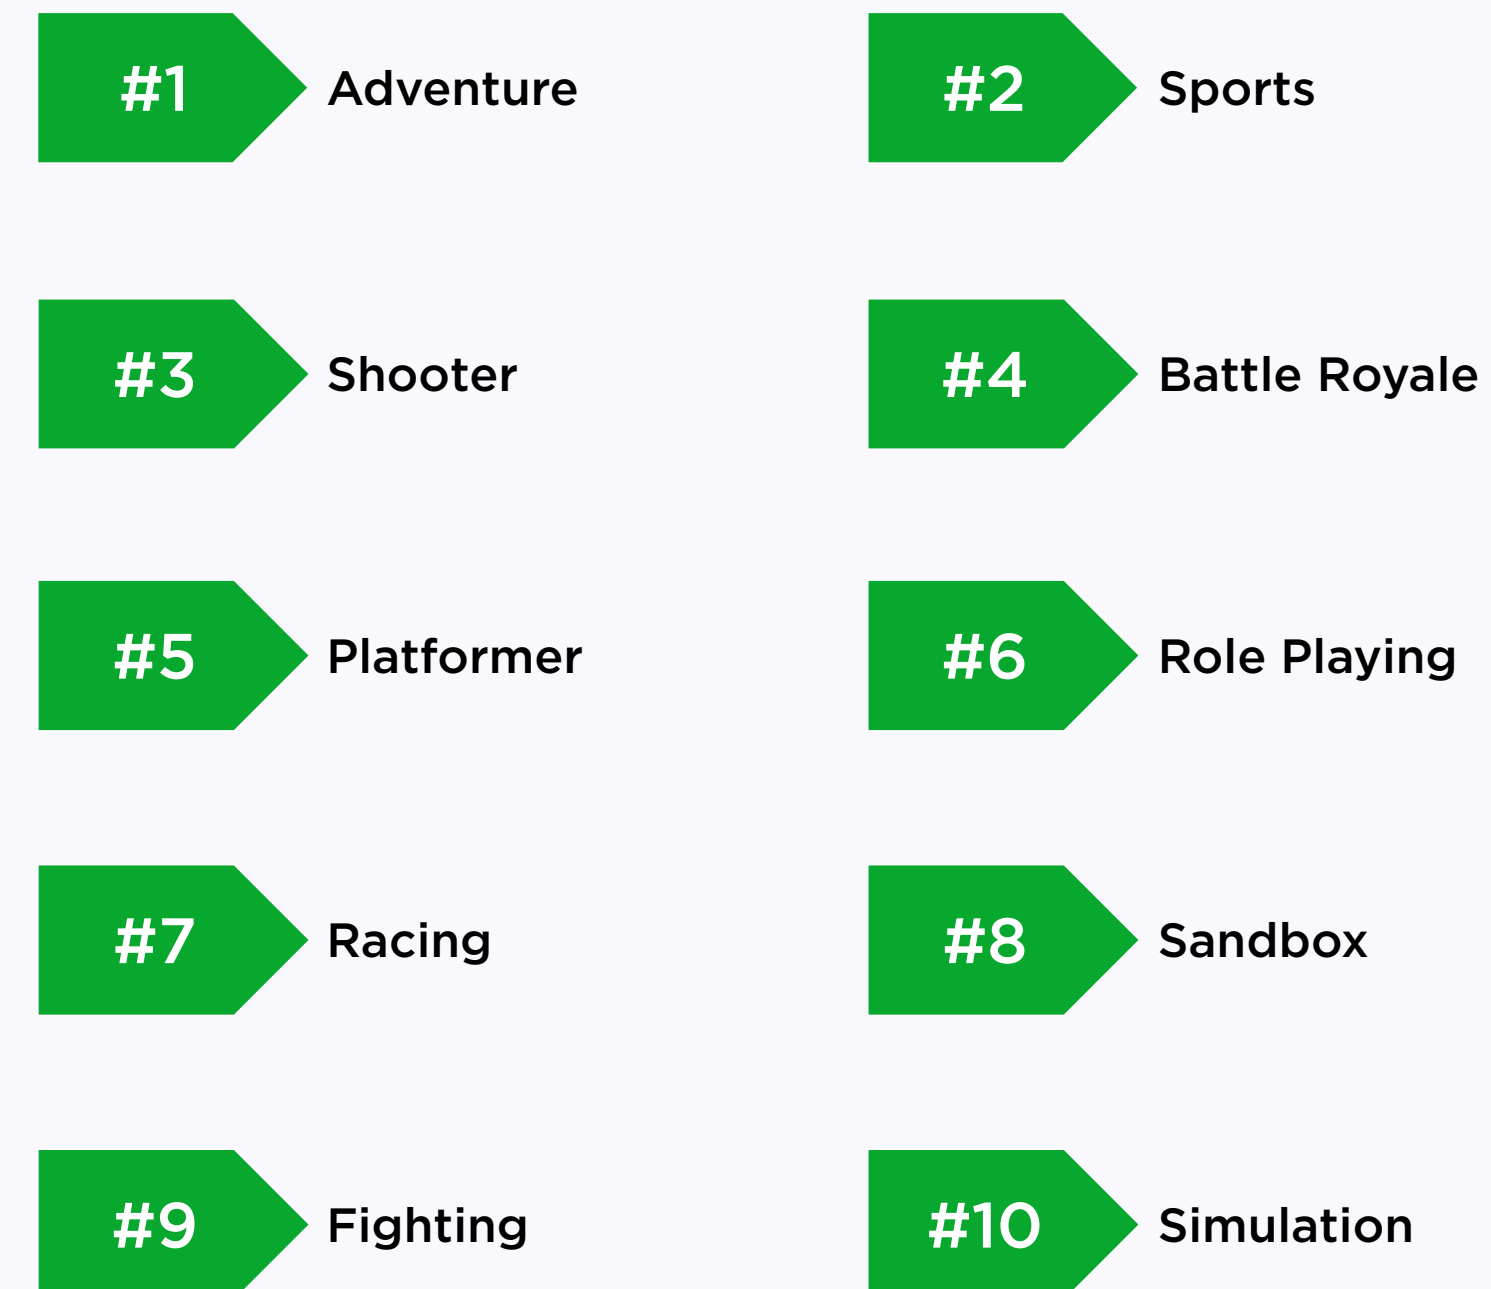 #1 Adventure
#2 Sports
#3 Shooter
#4 Battle Royale
#5 Platformer
#6 Role Playing
#7 Racing
#8 Sandbox
#9 Fighting
#10 Simulation